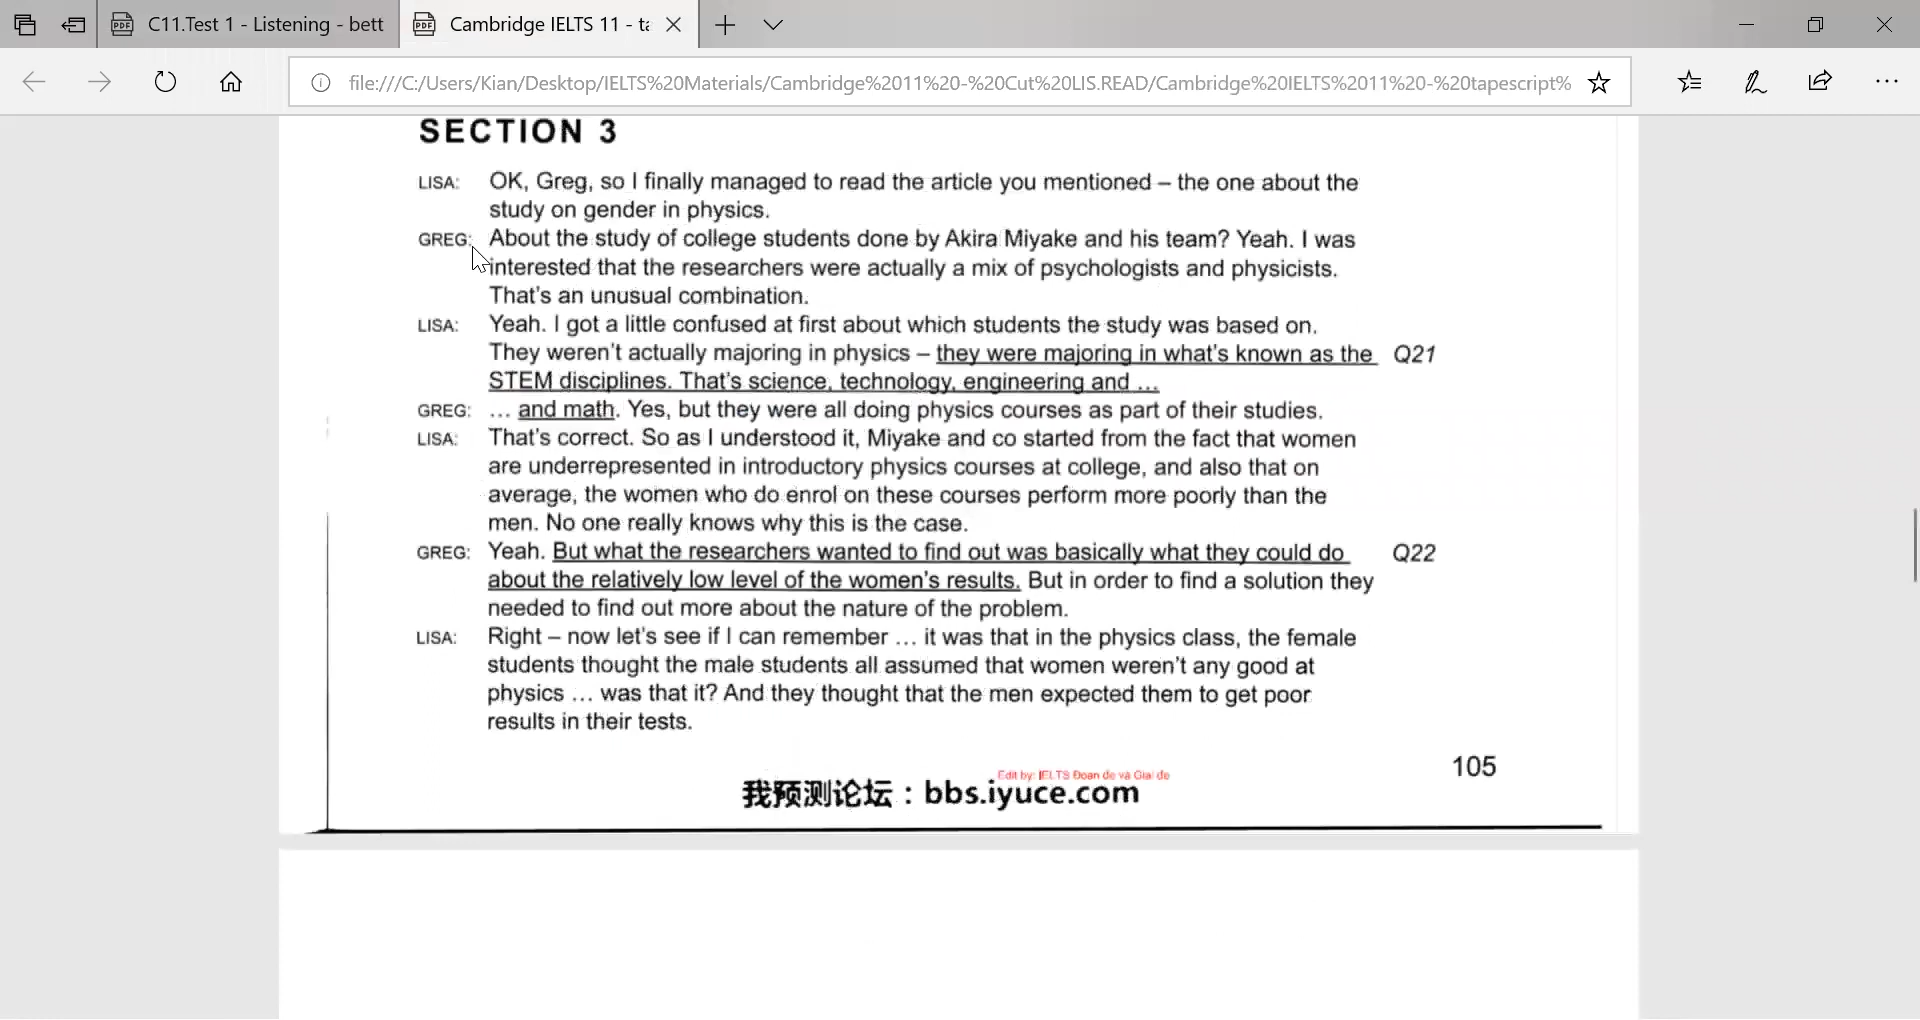 C11.Test 1 - Listening - bett
Cambridge IELTS 11 - ta
file:///C:/Users/Kian/Desktop/IELTS%20Materials/Cambridge%2011%20-%20Cut%20LIS.READ/Cambridge%20IELTS%2011%20-%20tapescript%
SECTION 3
LISA: OK, Greg, so I finally managed to read the article you mentioned – the one about the
study on gender in physics.
GREG: About the study of college students done by Akira Miyake and his team? Yeah. I was
interested that the researchers were actually a mix of psychologists and physicists.
That's an unusual combination.
LISA: Yeah. I got a little confused at first about which students the study was based on.
They weren't actually majoring in physics – they were majoring in what's known as the Q21
STEM disciplines. That's science, technology, engineering and ...
GREG: ... and math. Yes, but they were all doing physics courses as part of their studies.
LISA: That's correct. So as I understood it, Miyake and co started from the fact that women
are underrepresented in introductory physics courses at college, and also that on
average, the women who do enrol on these courses perform more poorly than the
men. No one really knows why this is the case.
GREG: Yeah. But what the researchers wanted to find out was basically what they could do Q22
about the relatively low level of the women's results. But in order to find a solution they
needed to find out more about the nature of the problem.
LISA: Right – now let's see if I can remember ... it was that in the physics class, the female
students thought the male students all assumed that women weren't any good at
physics ... was that it? And they thought that the men expected them to get poor
results in their tests.
105
Edit by: IELTS Đoan de và Giai de
我预测论坛：bbs.iyuce.com